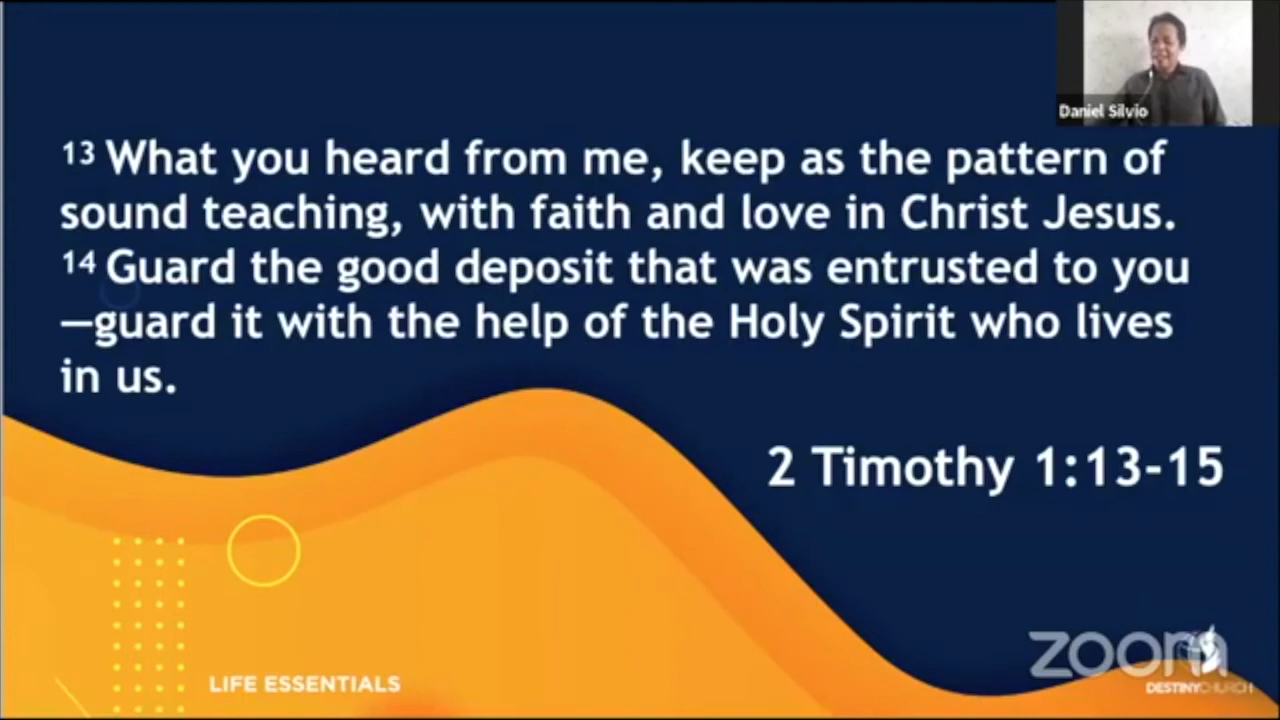 Daniel Silvio
¹³ What you heard from me, keep as the pattern of
sound teaching, with faith and love in Christ Jesus.
¹⁴ Guard the good deposit that was entrusted to you
—guard it with the help of the Holy Spirit who lives
in us.
2 Timothy 1:13-15
zoom
DESTINYCHURCH
LIFE ESSENTIALS